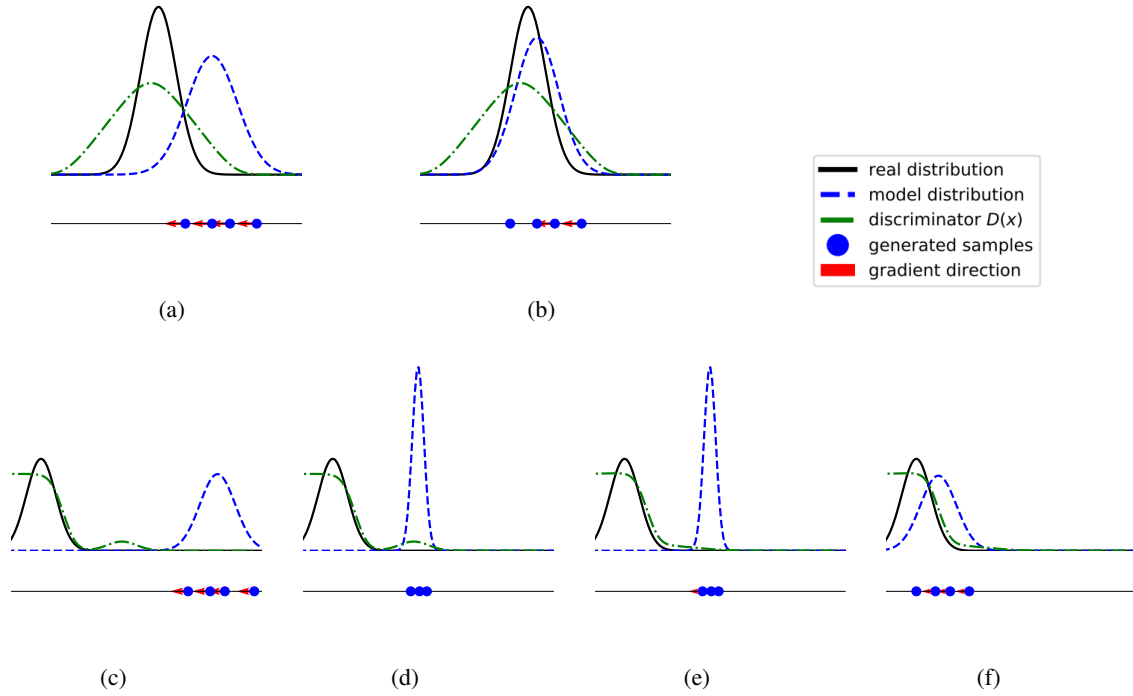 real distribution
model distribution
discriminator D(x)
generated samples
gradient direction
(a)
(b)
(c)
(d)
(e)
(f)